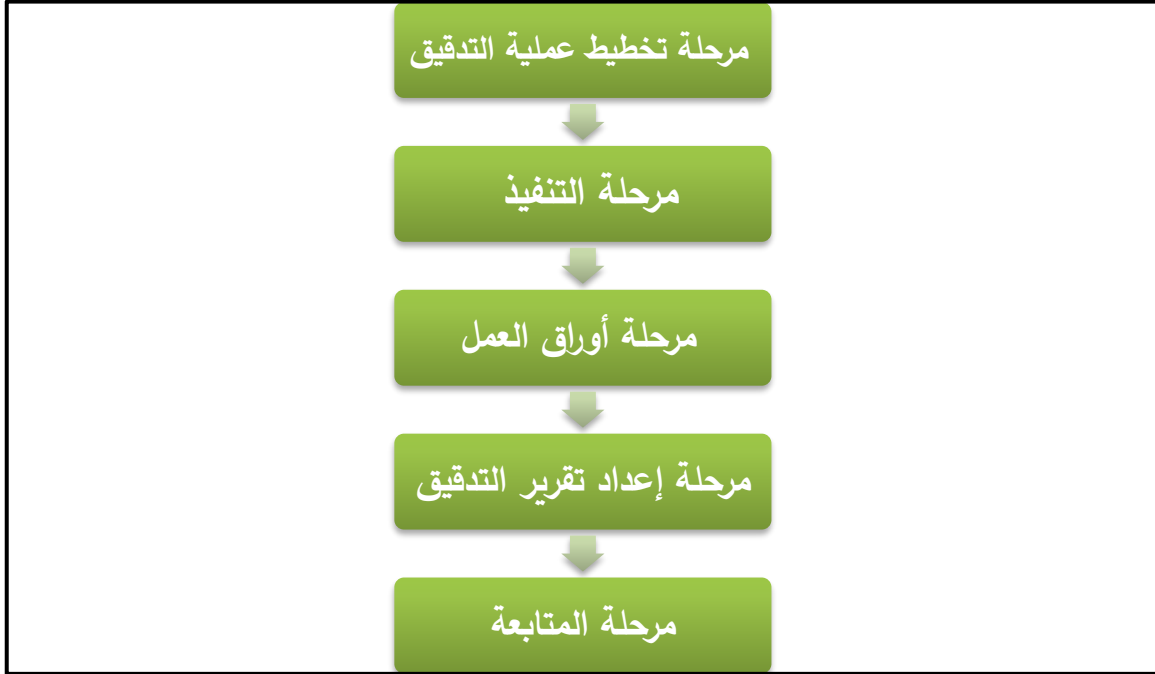 مرحلة تخطيط عملية التدقيق
مرحلة التنفيذ
مرحلة أوراق العمل
مرحلة إعداد تقرير التدقيق
مرحلة المتابعة